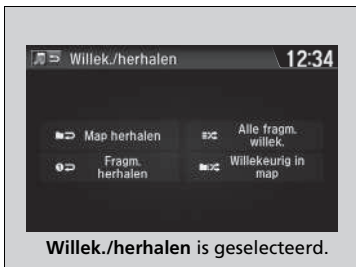 Willek./herhalen 12:34
Map herhalen
Alle fragm.
willek.
Fragm.
herhalen
Willekeurig in
map
Willek./herhalen is geselecteerd.